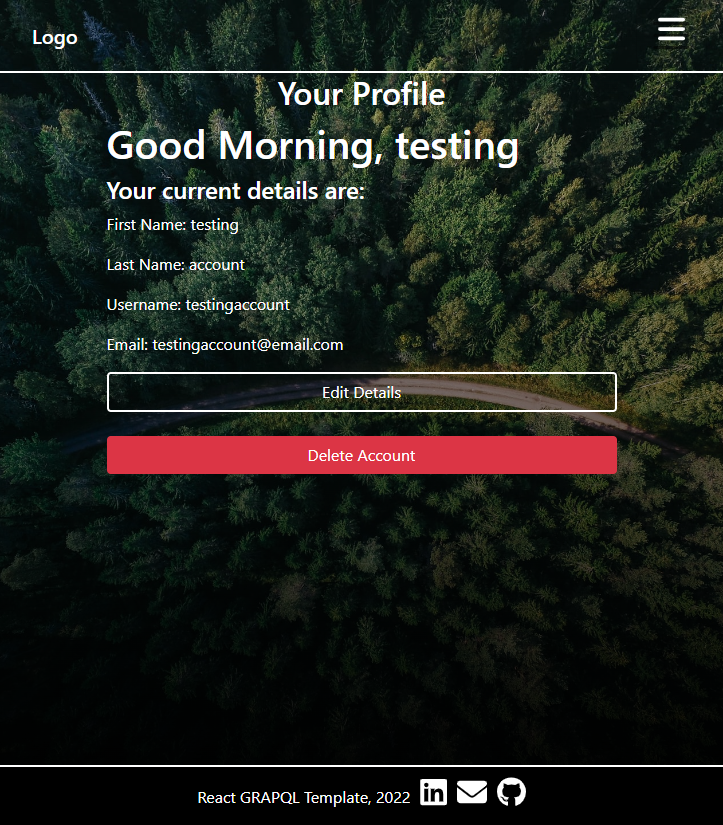 Logo
Your Profile
Good Morning, testing
Your current details are:
First Name: testing
Last Name: account
Username: testingaccount
Email: testingaccount@email.com
Edit Details
Delete Account
React GRAPQL Template, 2022 in